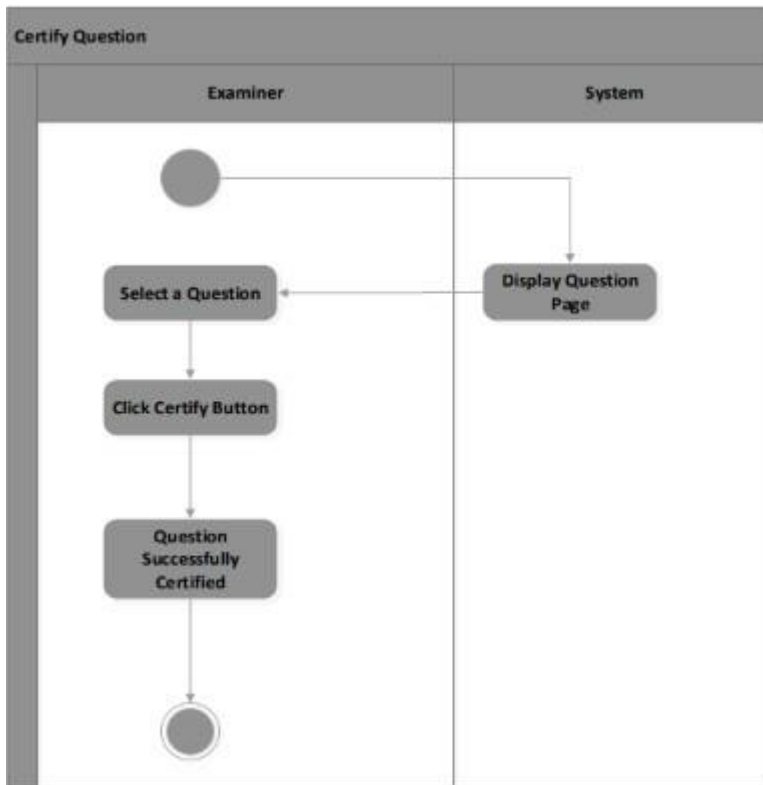 Certify Question
Examiner
System
Select a Question
Display Question
Page
Click Certify Button
Question
Successfully
Certified